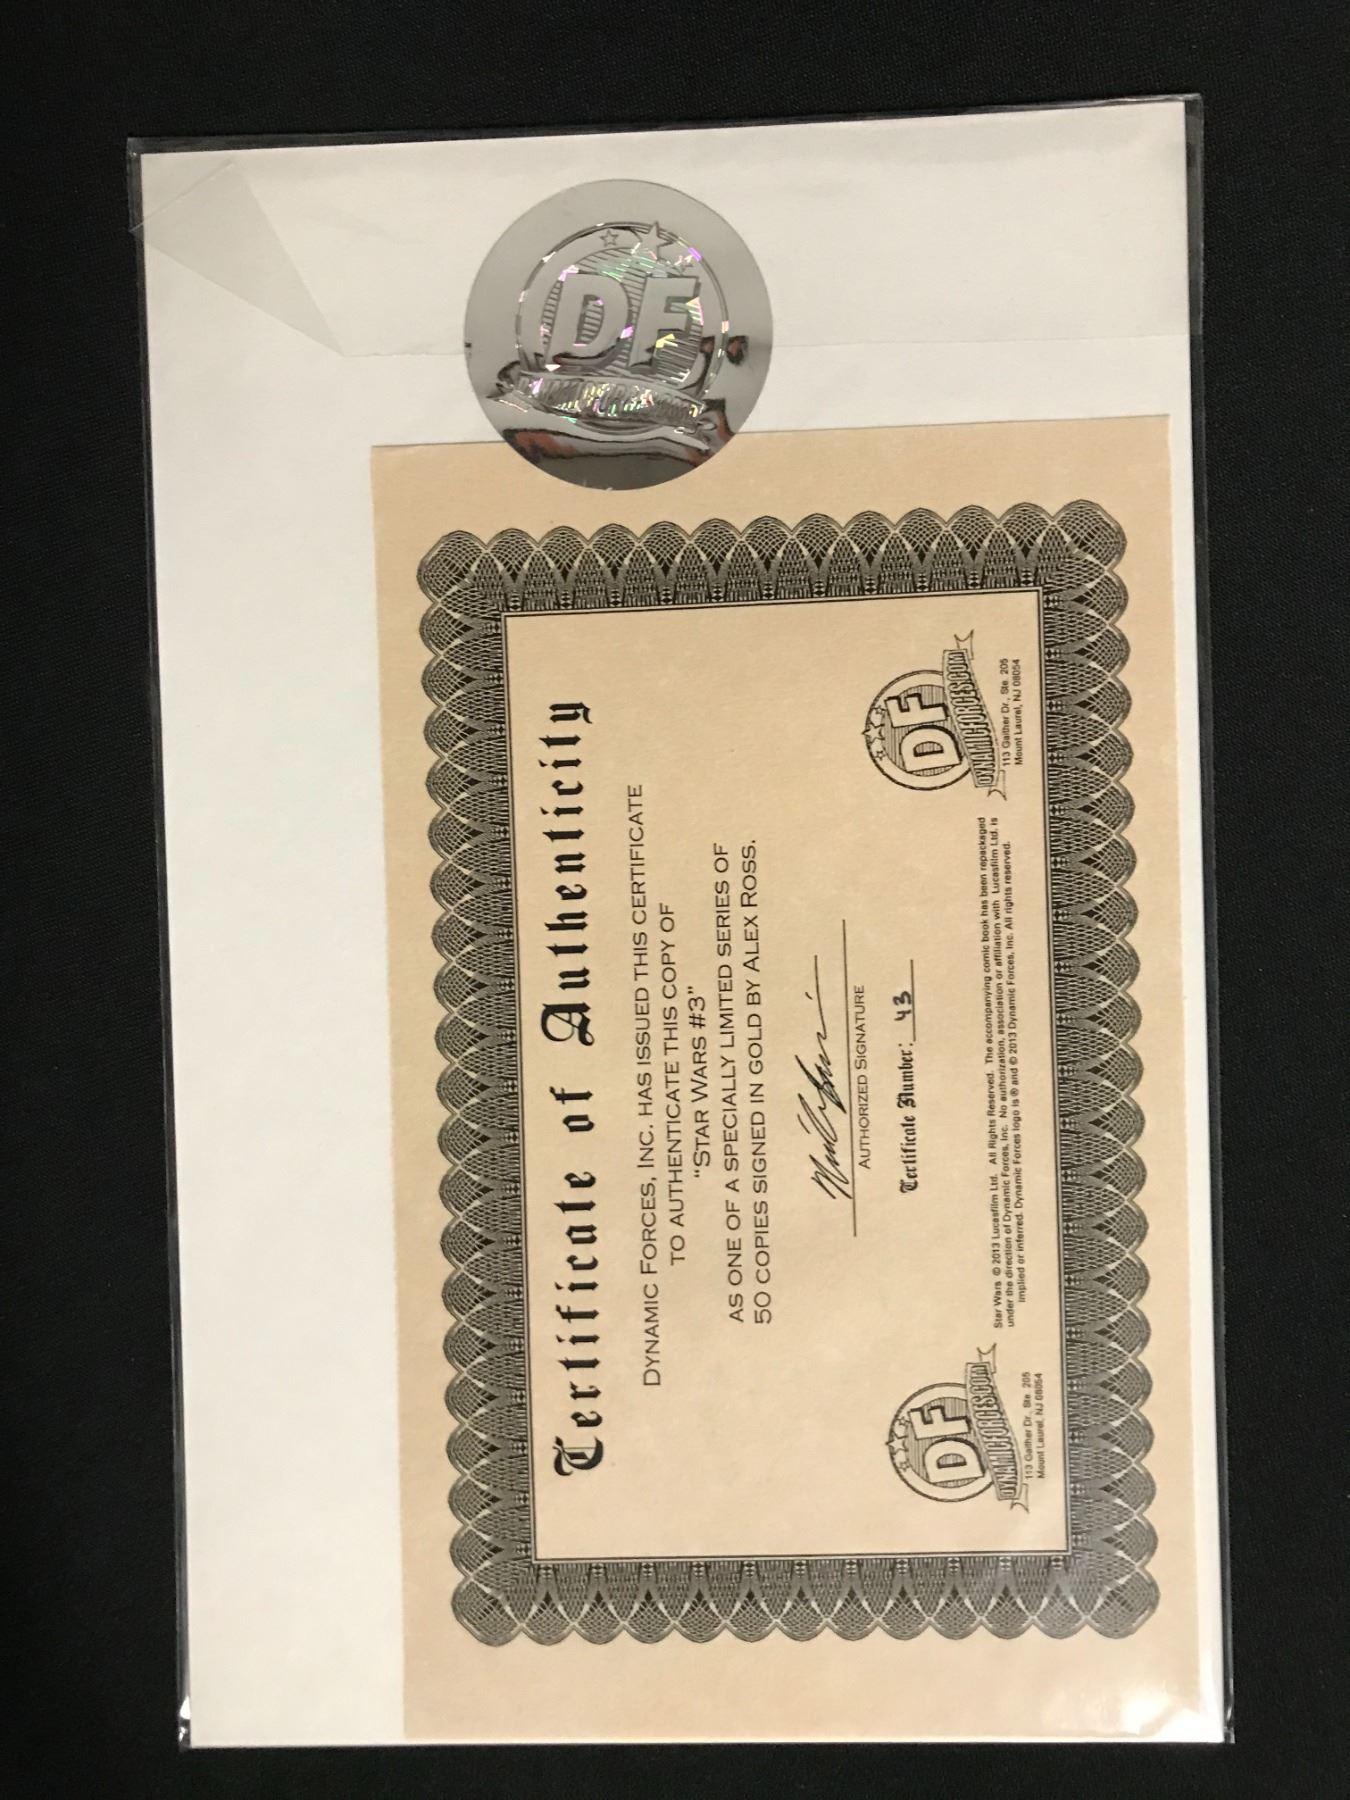 DF
Certificate of Authenticity
DYNAMIC FORCES, INC. HAS ISSUED THIS CERTIFICATE
TO AUTHENTICATE THIS COPY OF
"STAR WARS #3"
AS ONE OF A SPECIALLY LIMITED SERIES OF
50 COPIES SIGNED IN GOLD BY ALEX ROSS.
AUTHORIZED SIGNATURE
Certificate Number: 43
DF
DYNAMICFORCES.COM
113 Gaither Dr., Ste. 205
Mount Laurel, NJ 08054
Star Wars © 2013 Lucasfilm Ltd. All Rights Reserved. The accompanying comic book has been repackaged
under the direction of Dynamic Forces, Inc. No authorization, association or affiliation with Lucasfilm Ltd. is
implied or inferred. Dynamic Forces logo is ® and © 2013 Dynamic Forces, Inc. All rights reserved.
DF
DYNAMICFORCES.COM
113 Gaither Dr., Ste. 205
Mount Laurel, NJ 08054